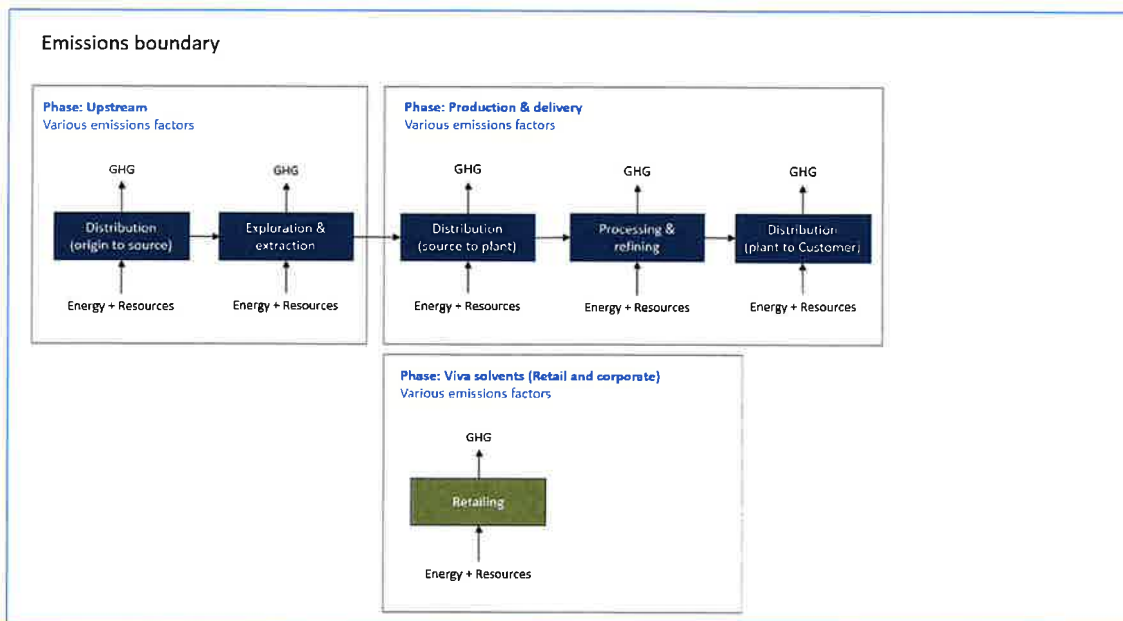 Emissions boundary
Phase: Upstream
Various emissions factors
GHG
GHG
Distribution
(origin to source)
Exploration &
extraction
Energy + Resources
Energy + Resources
Phase: Production & delivery
Various emissions factors
GHG
GHG
GHG
Distribution
(source to plant)
Processing &
refining
Distribution
(plant to Customer)
Energy + Resources
Energy + Resources
Energy + Resources
Phase: Viva solvents (Retail and corporate)
Various emissions factors
GHG
Retailing
Energy + Resources